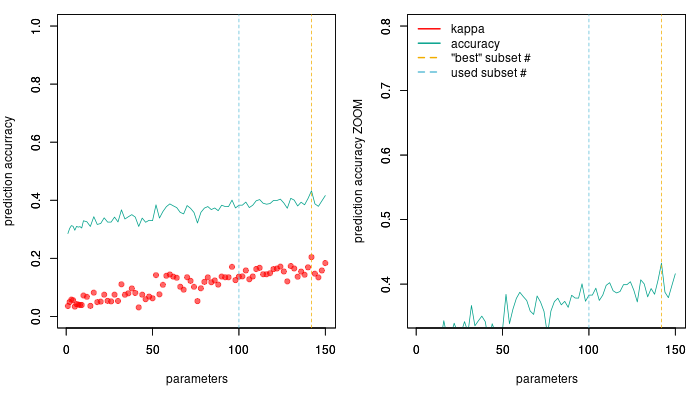 prediction accurracy
1.0
0.8
0.6
0.4
0.2
0.0
0
50
100
150
parameters
prediction accuracy ZOOM
0.8
0.7
0.6
0.5
0.4
kappa
accuracy
"best" subset #
used subset #
0
50
100
150
parameters